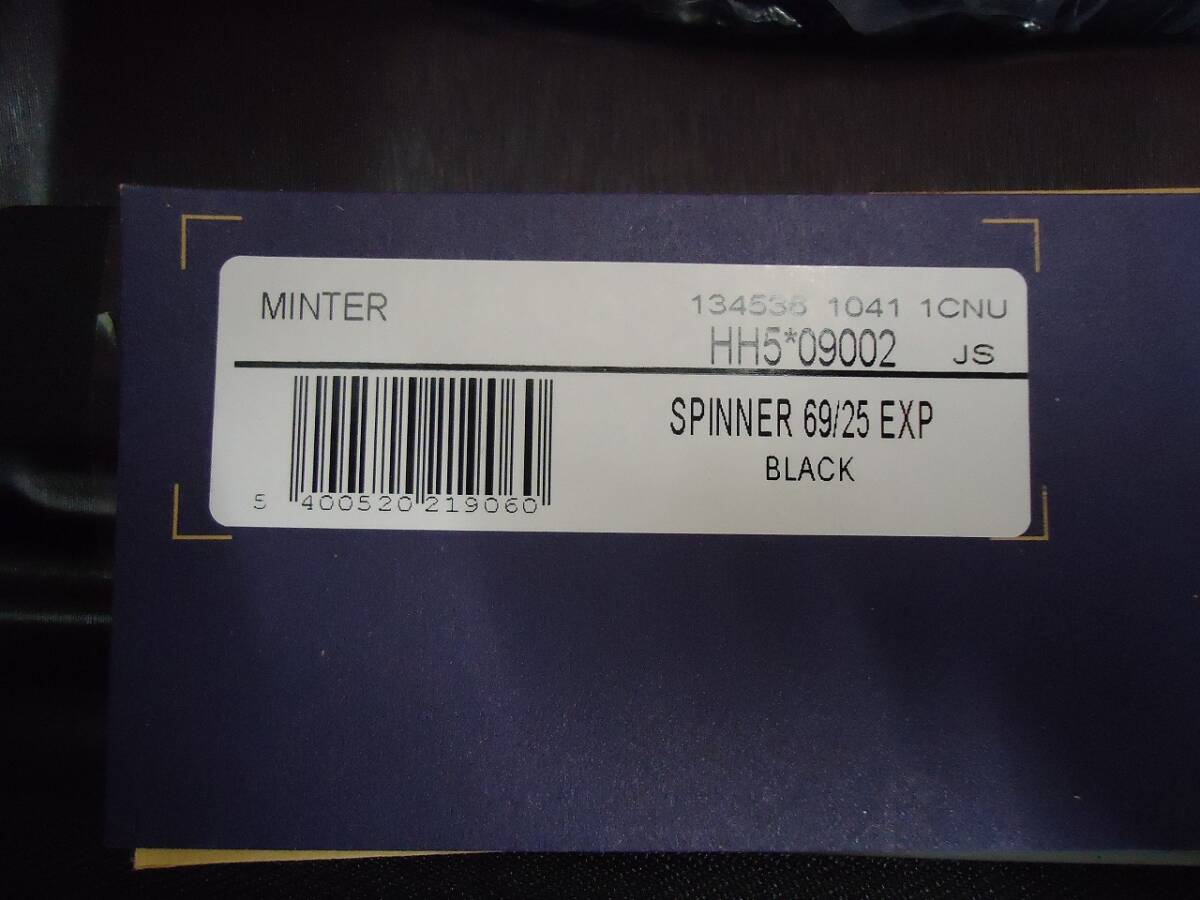 MINTER
134536 1041 1CNU
HH5*09002 JS
SPINNER 69/25 EXP
BLACK
5 400520 219060